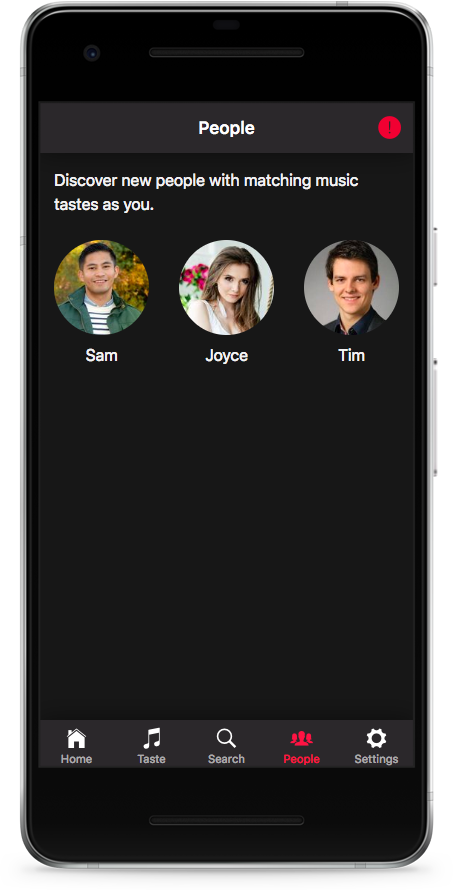 People
Discover new people with matching music
tastes as you.
Sam Joyce Tim
Home Taste Search People Settings